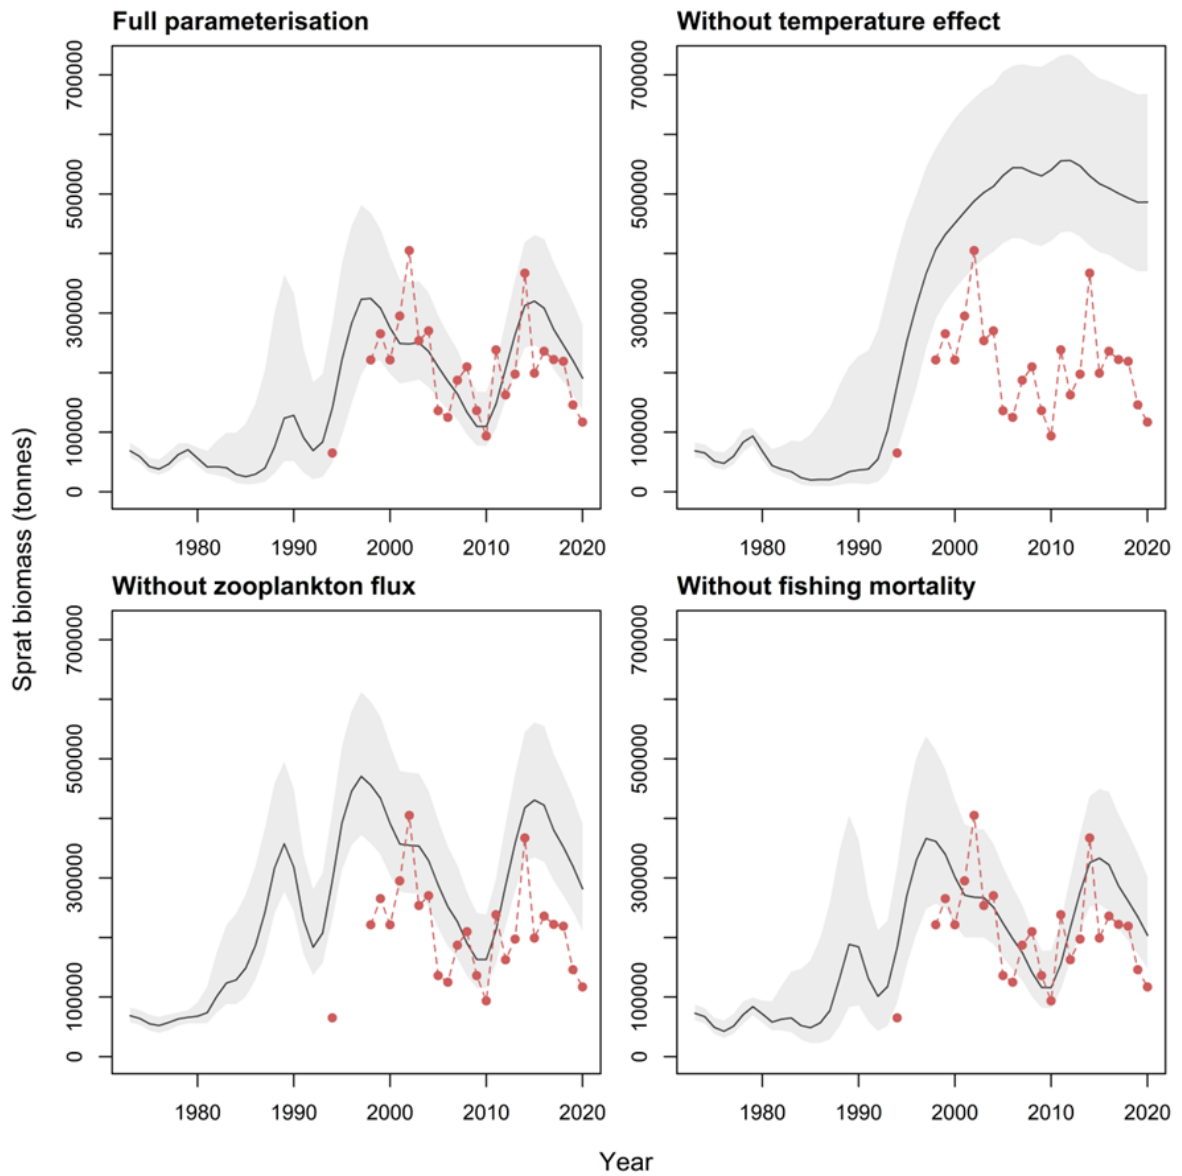 Full parameterisation
Without temperature effect
700000
500000
300000
100000
0
700000
500000
300000
100000
0
1980 1990 2000 2010 2020
1980 1990 2000 2010 2020
Without zooplankton flux
Without fishing mortality
Sprat biomass (tonnes)
700000
500000
300000
100000
0
700000
500000
300000
100000
0
1980 1990 2000 2010 2020
1980 1990 2000 2010 2020
Year